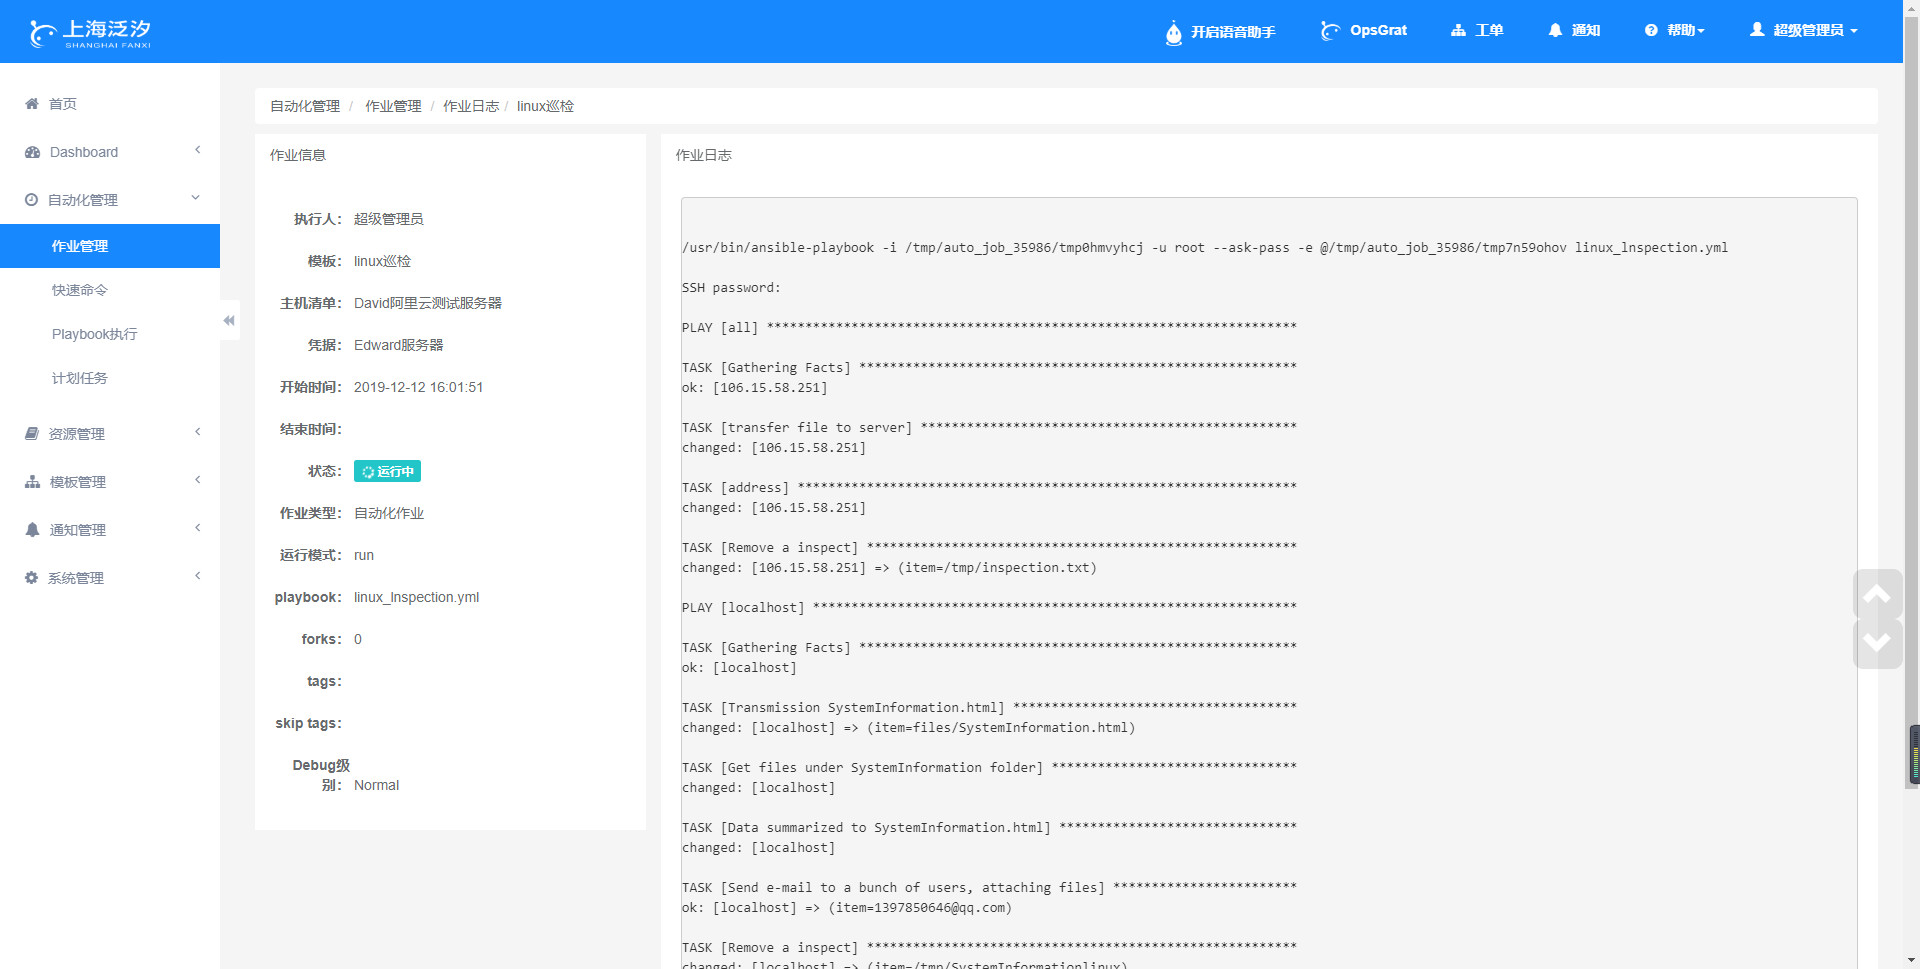 上海泛汐
SHANGHAI FANXI
开启语音助手
OpsGrat
工单
通知
帮助
超级管理员
首页
Dashboard
自动化管理
作业管理
快速命令
Playbook执行
计划任务
资源管理
模板管理
通知管理
系统管理
自动化管理 / 作业管理 / 作业日志 / linux巡检
作业信息
执行人： 超级管理员
模板： linux巡检
主机清单： David阿里云测试服务器
凭据： Edward服务器
开始时间： 2019-12-12 16:01:51
结束时间：
状态： 运行中
作业类型： 自动化作业
运行模式： run
playbook： linux_Inspection.yml
forks： 0
tags：
skip tags：
Debug级
别： Normal
作业日志
/usr/bin/ansible-playbook -i /tmp/auto_job_35986/tmp0hmvyhcj -u root --ask-pass -e @/tmp/auto_job_35986/tmp7n59ohov linux_lnspection.yml
SSH password:
PLAY [all] *********************************************************************
TASK [Gathering Facts] *********************************************************
ok: [106.15.58.251]
TASK [transfer file to server] *************************************************
changed: [106.15.58.251]
TASK [address] *****************************************************************
changed: [106.15.58.251]
TASK [Remove a inspect] ********************************************************
changed: [106.15.58.251] => (item=/tmp/inspection.txt)
PLAY [localhost] ***************************************************************
TASK [Gathering Facts] *********************************************************
ok: [localhost]
TASK [Transmission SystemInformation.html] *************************************
changed: [localhost] => (item=files/SystemInformation.html)
TASK [Get files under SystemInformation folder] ********************************
changed: [localhost]
TASK [Data summarized to SystemInformation.html] *******************************
changed: [localhost]
TASK [Send e-mail to a bunch of users, attaching files] ************************
ok: [localhost] => (item=1397850646@qq.com)
TASK [Remove a inspect] ********************************************************
changed: [localhost] => (item=/tmp/SystemInformationlinux)